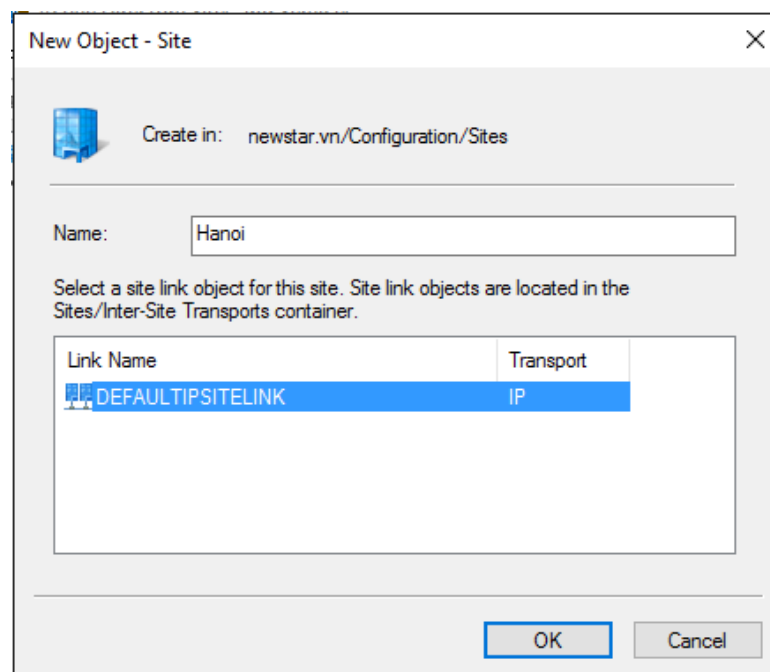 New Object - Site
Create in: newstar.vn/Configuration/Sites
Name: Hanoi
Select a site link object for this site. Site link objects are located in the
Sites/Inter-Site Transports container.
Link Name Transport
DEFAULTIPSITELINK IP
OK Cancel